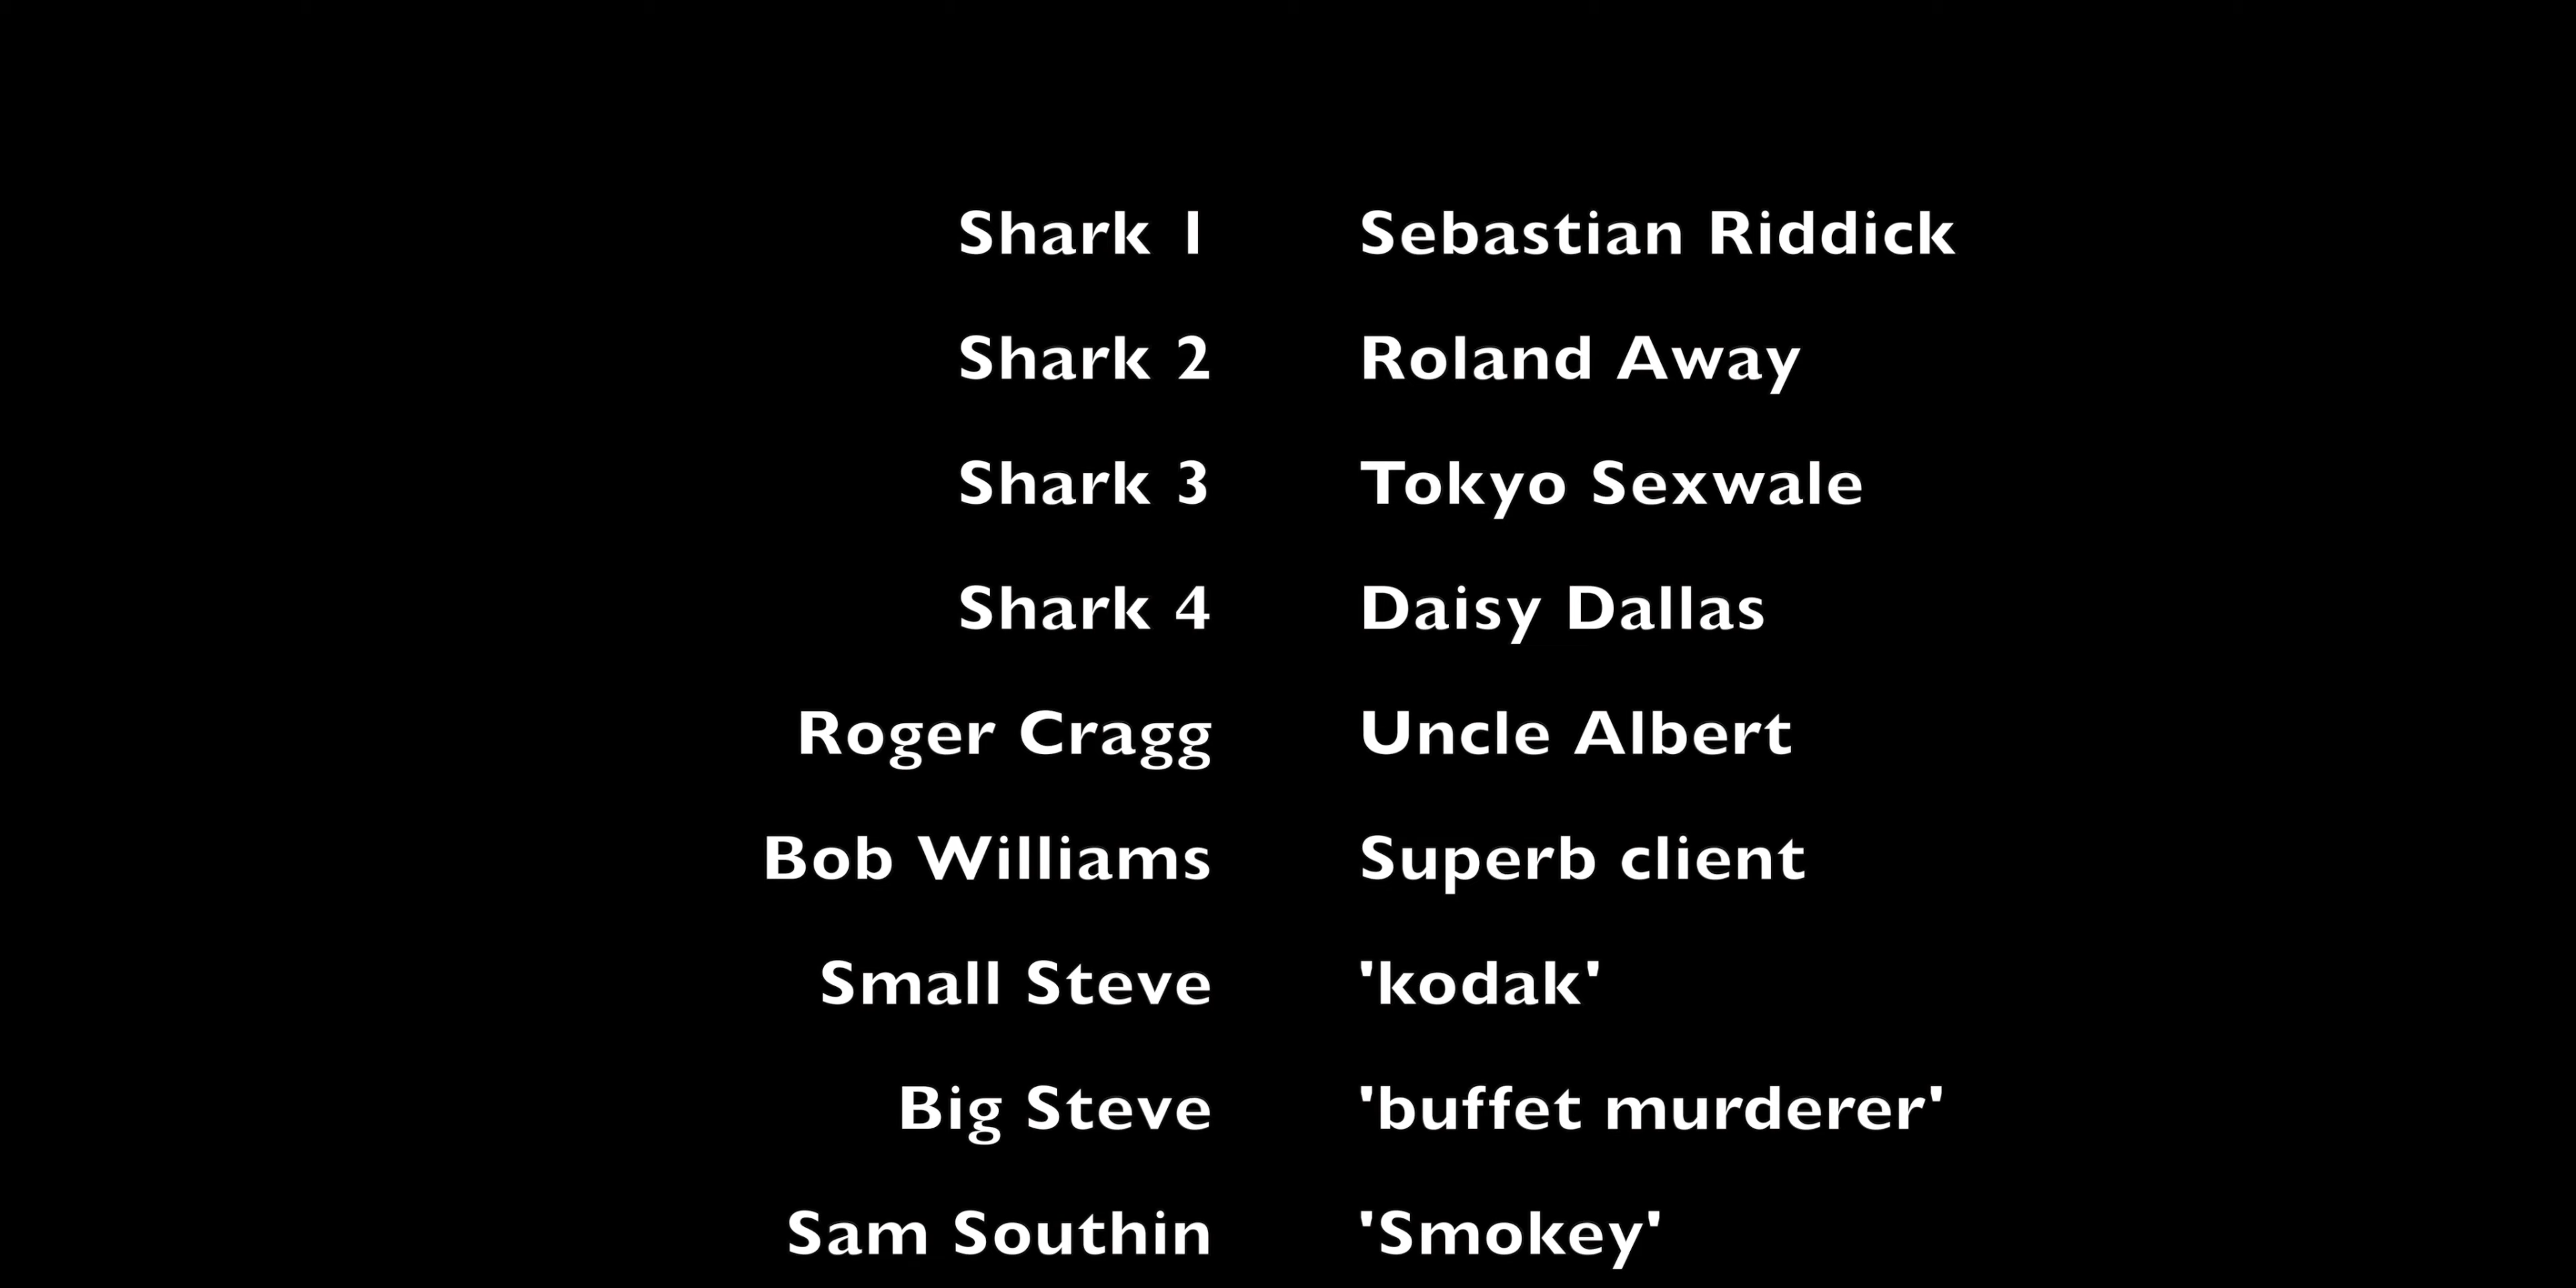 Shark 1 Sebastian Riddick
Shark 2 Roland Away
Shark 3 Tokyo Sexwale
Shark 4 Daisy Dallas
Roger Cragg Uncle Albert
Bob Williams Superb client
Small Steve 'kodak'
Big Steve 'buffet murderer'
Sam Southin 'Smokey'